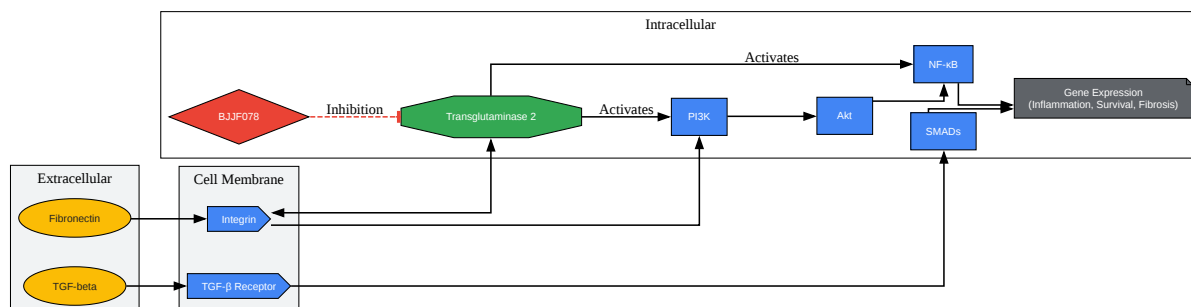 Intracellular
Activates
NF-κB
Gene Expression
(Inflammation, Survival, Fibrosis)
BJJF078
Inhibition
Transglutaminase 2
Activates
PI3K
Akt
SMADs
Extracellular
Cell Membrane
Fibronectin
Integrin
TGF-beta
TGF-β Receptor